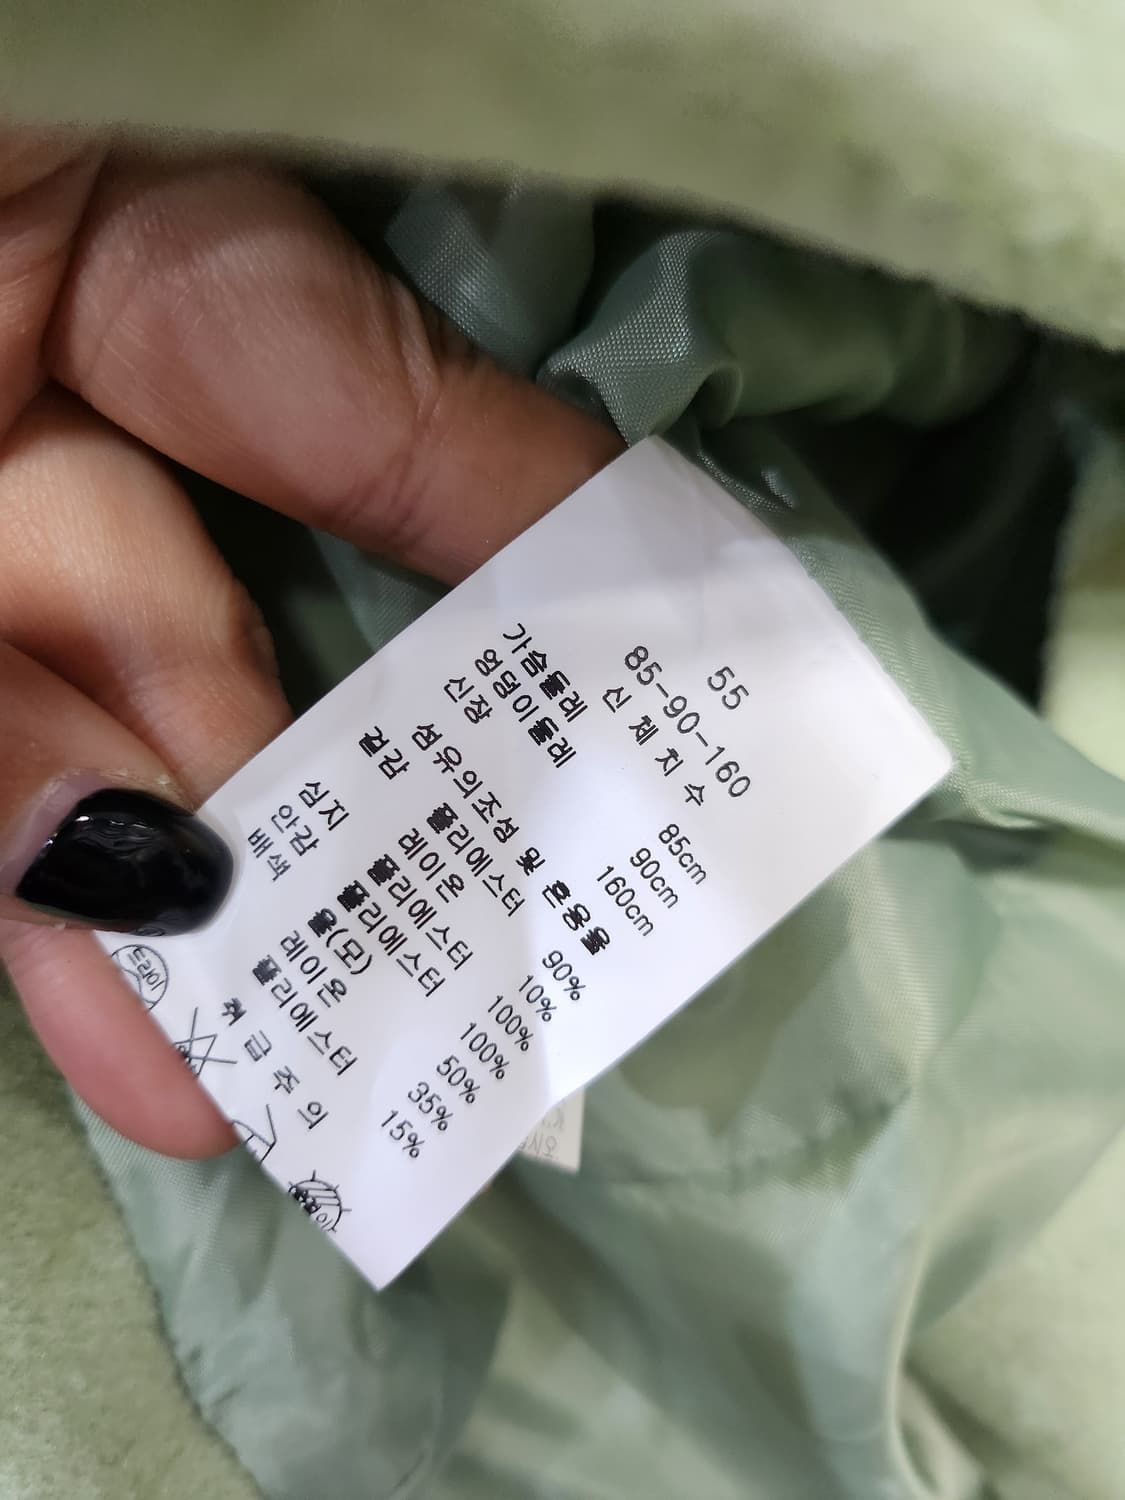 55
85-90-160
신 체 치 수
가슴둘레 85cm
엉덩이둘레 90cm
신장 160cm
섬유의조성 및 혼용율
겉감 폴리에스터 90%
레이온 10%
심지 폴리에스터 100%
안감 폴리에스터 100%
배색 울(모) 50%
레이온 35%
폴리에스터 15%
취 급 주 의
드라이